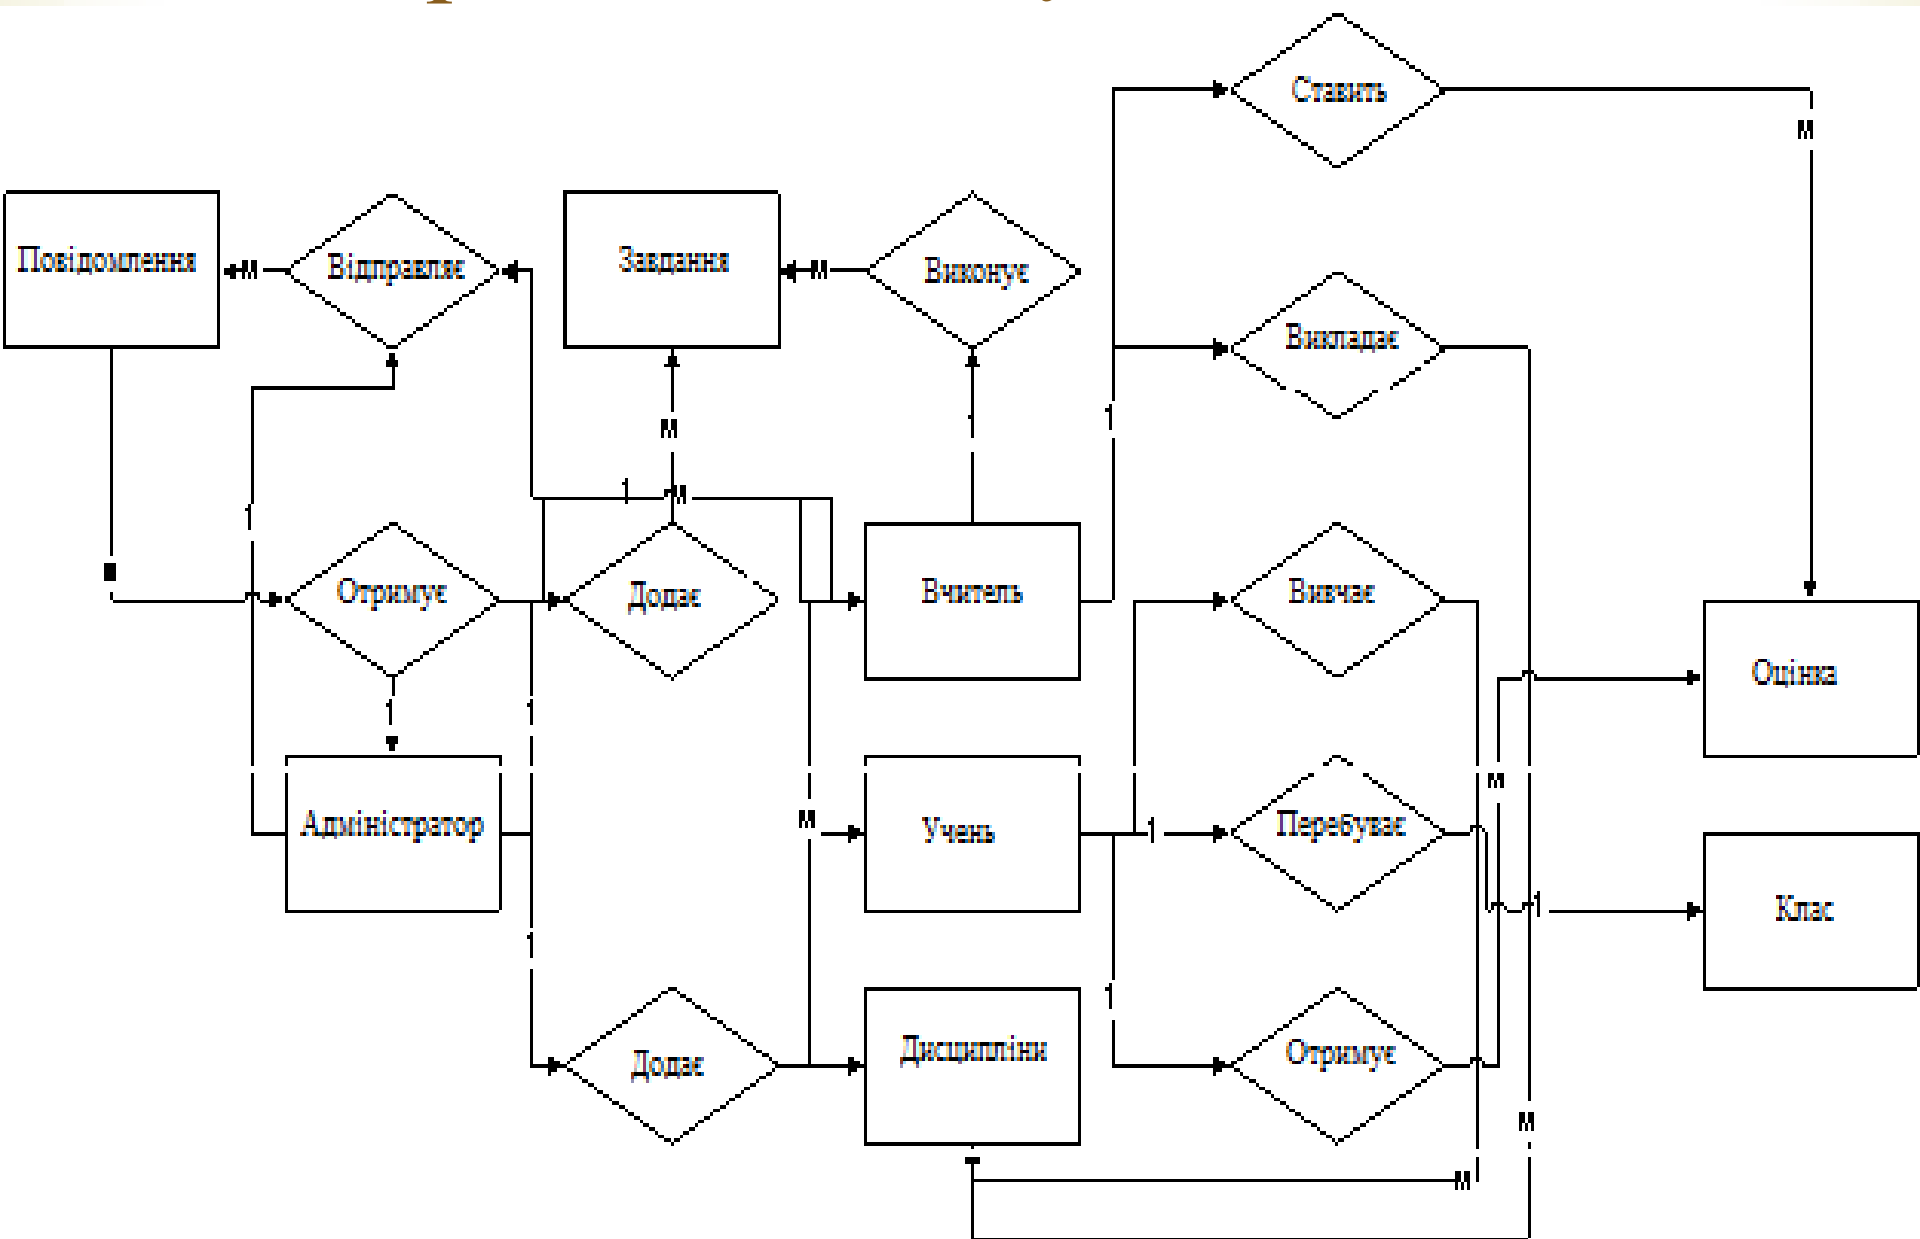 Ставить
М
Повідомлення
М
Відправляє
Завдання
М
Виконує
Викладає
1
М
1
1
М
1
Отримує
Додає
Вчитель
Вивчає
Оцінка
1
1
М
М
Адміністратор
Учень
1
Перебуває
1
Клас
1
1
Додає
Дисципліни
Отримує
М
М